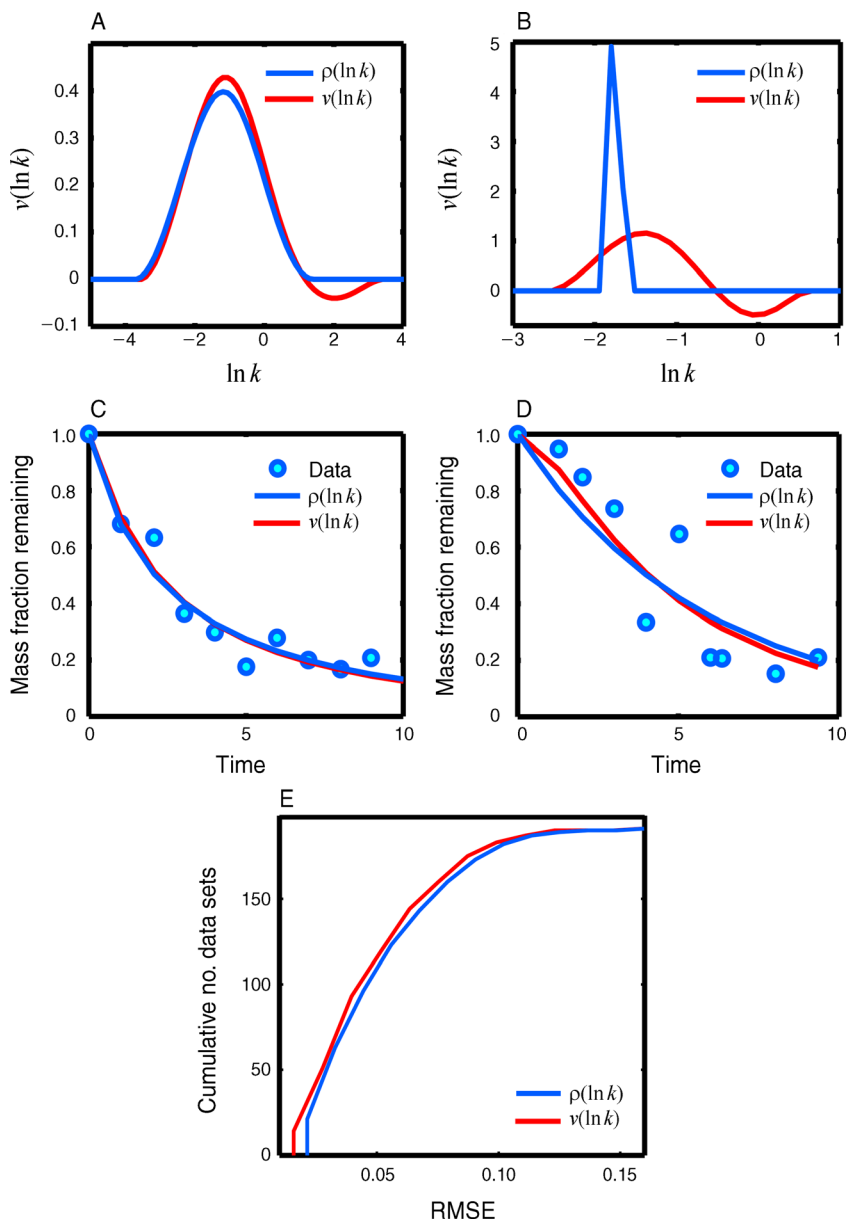 A
ρ(ln k)
v(ln k)
v(ln k)
0.4
0.3
0.2
0.1
0
−0.1
−4
−2
0
2
4
ln k
B
ρ(ln k)
v(ln k)
v(ln k)
5
4
3
2
1
0
−3
−2
−1
0
1
ln k
C
Data
ρ(ln k)
v(ln k)
Mass fraction remaining
1.0
0.8
0.6
0.4
0.2
0
0
5
10
Time
D
Data
ρ(ln k)
v(ln k)
Mass fraction remaining
1.0
0.8
0.6
0.4
0.2
0
0
5
10
Time
E
Cumulative no. data sets
150
100
50
0
ρ(ln k)
v(ln k)
0.05
0.10
0.15
RMSE